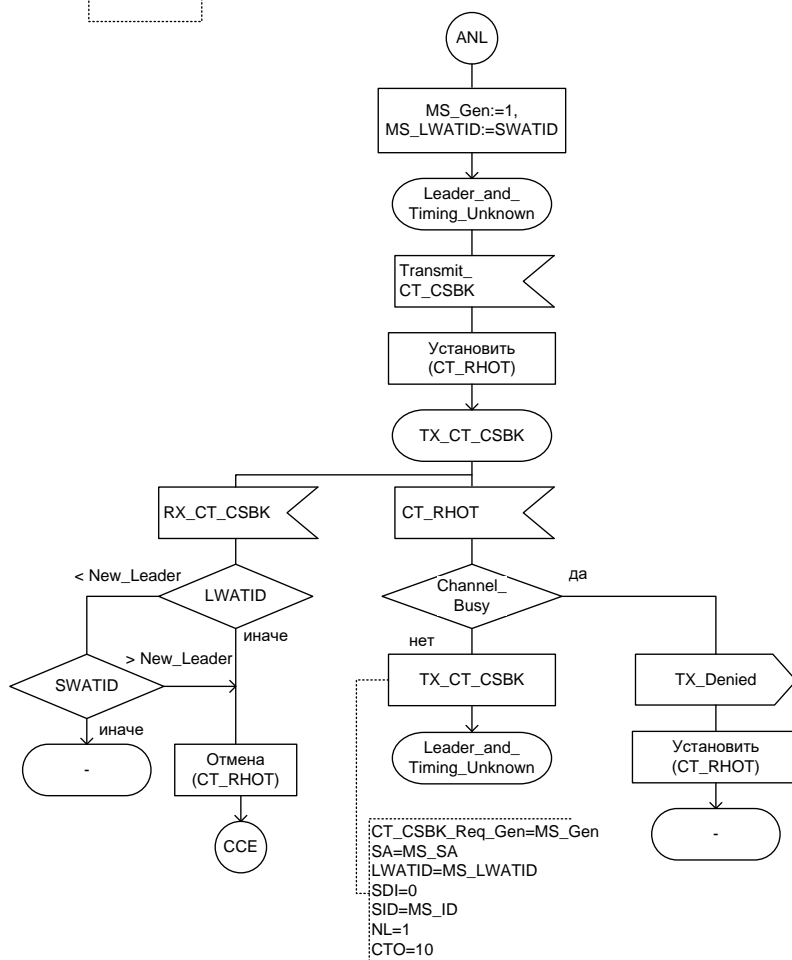 ANL
MS_Gen:=1,
MS_LWATID:=SWATID
Leader_and_
Timing_Unknown
Transmit_
CT_CSBK
Установить
(CT_RHOT)
TX_CT_CSBK
RX_CT_CSBK
CT_RHOT
< New_Leader
LWATID
иначе
Channel_
Busy
да
нет
> New_Leader
SWATID
иначе
-
Отмена
(CT_RHOT)
CCE
TX_CT_CSBK
Leader_and_
Timing_Unknown
TX_Denied
Установить
(CT_RHOT)
-
CT_CSBK_Req_Gen=MS_Gen
SA=MS_SA
LWATID=MS_LWATID
SDI=0
SID=MS_ID
NL=1
CTO=10